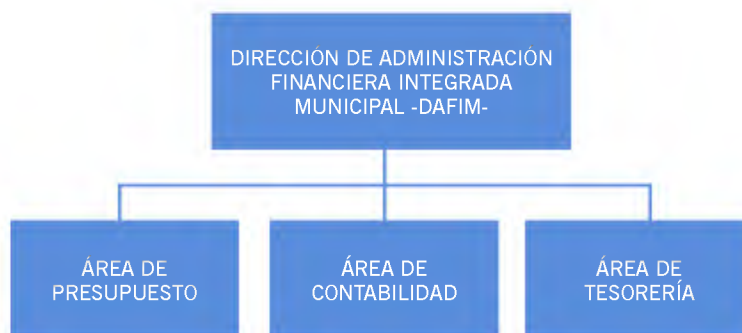 DIRECCIÓN DE ADMINISTRACIÓN
FINANCIERA INTEGRADA
MUNICIPAL -DAFIM-
ÁREA DE
PRESUPUESTO
ÁREA DE
CONTABILIDAD
ÁREA DE
TESORERÍA